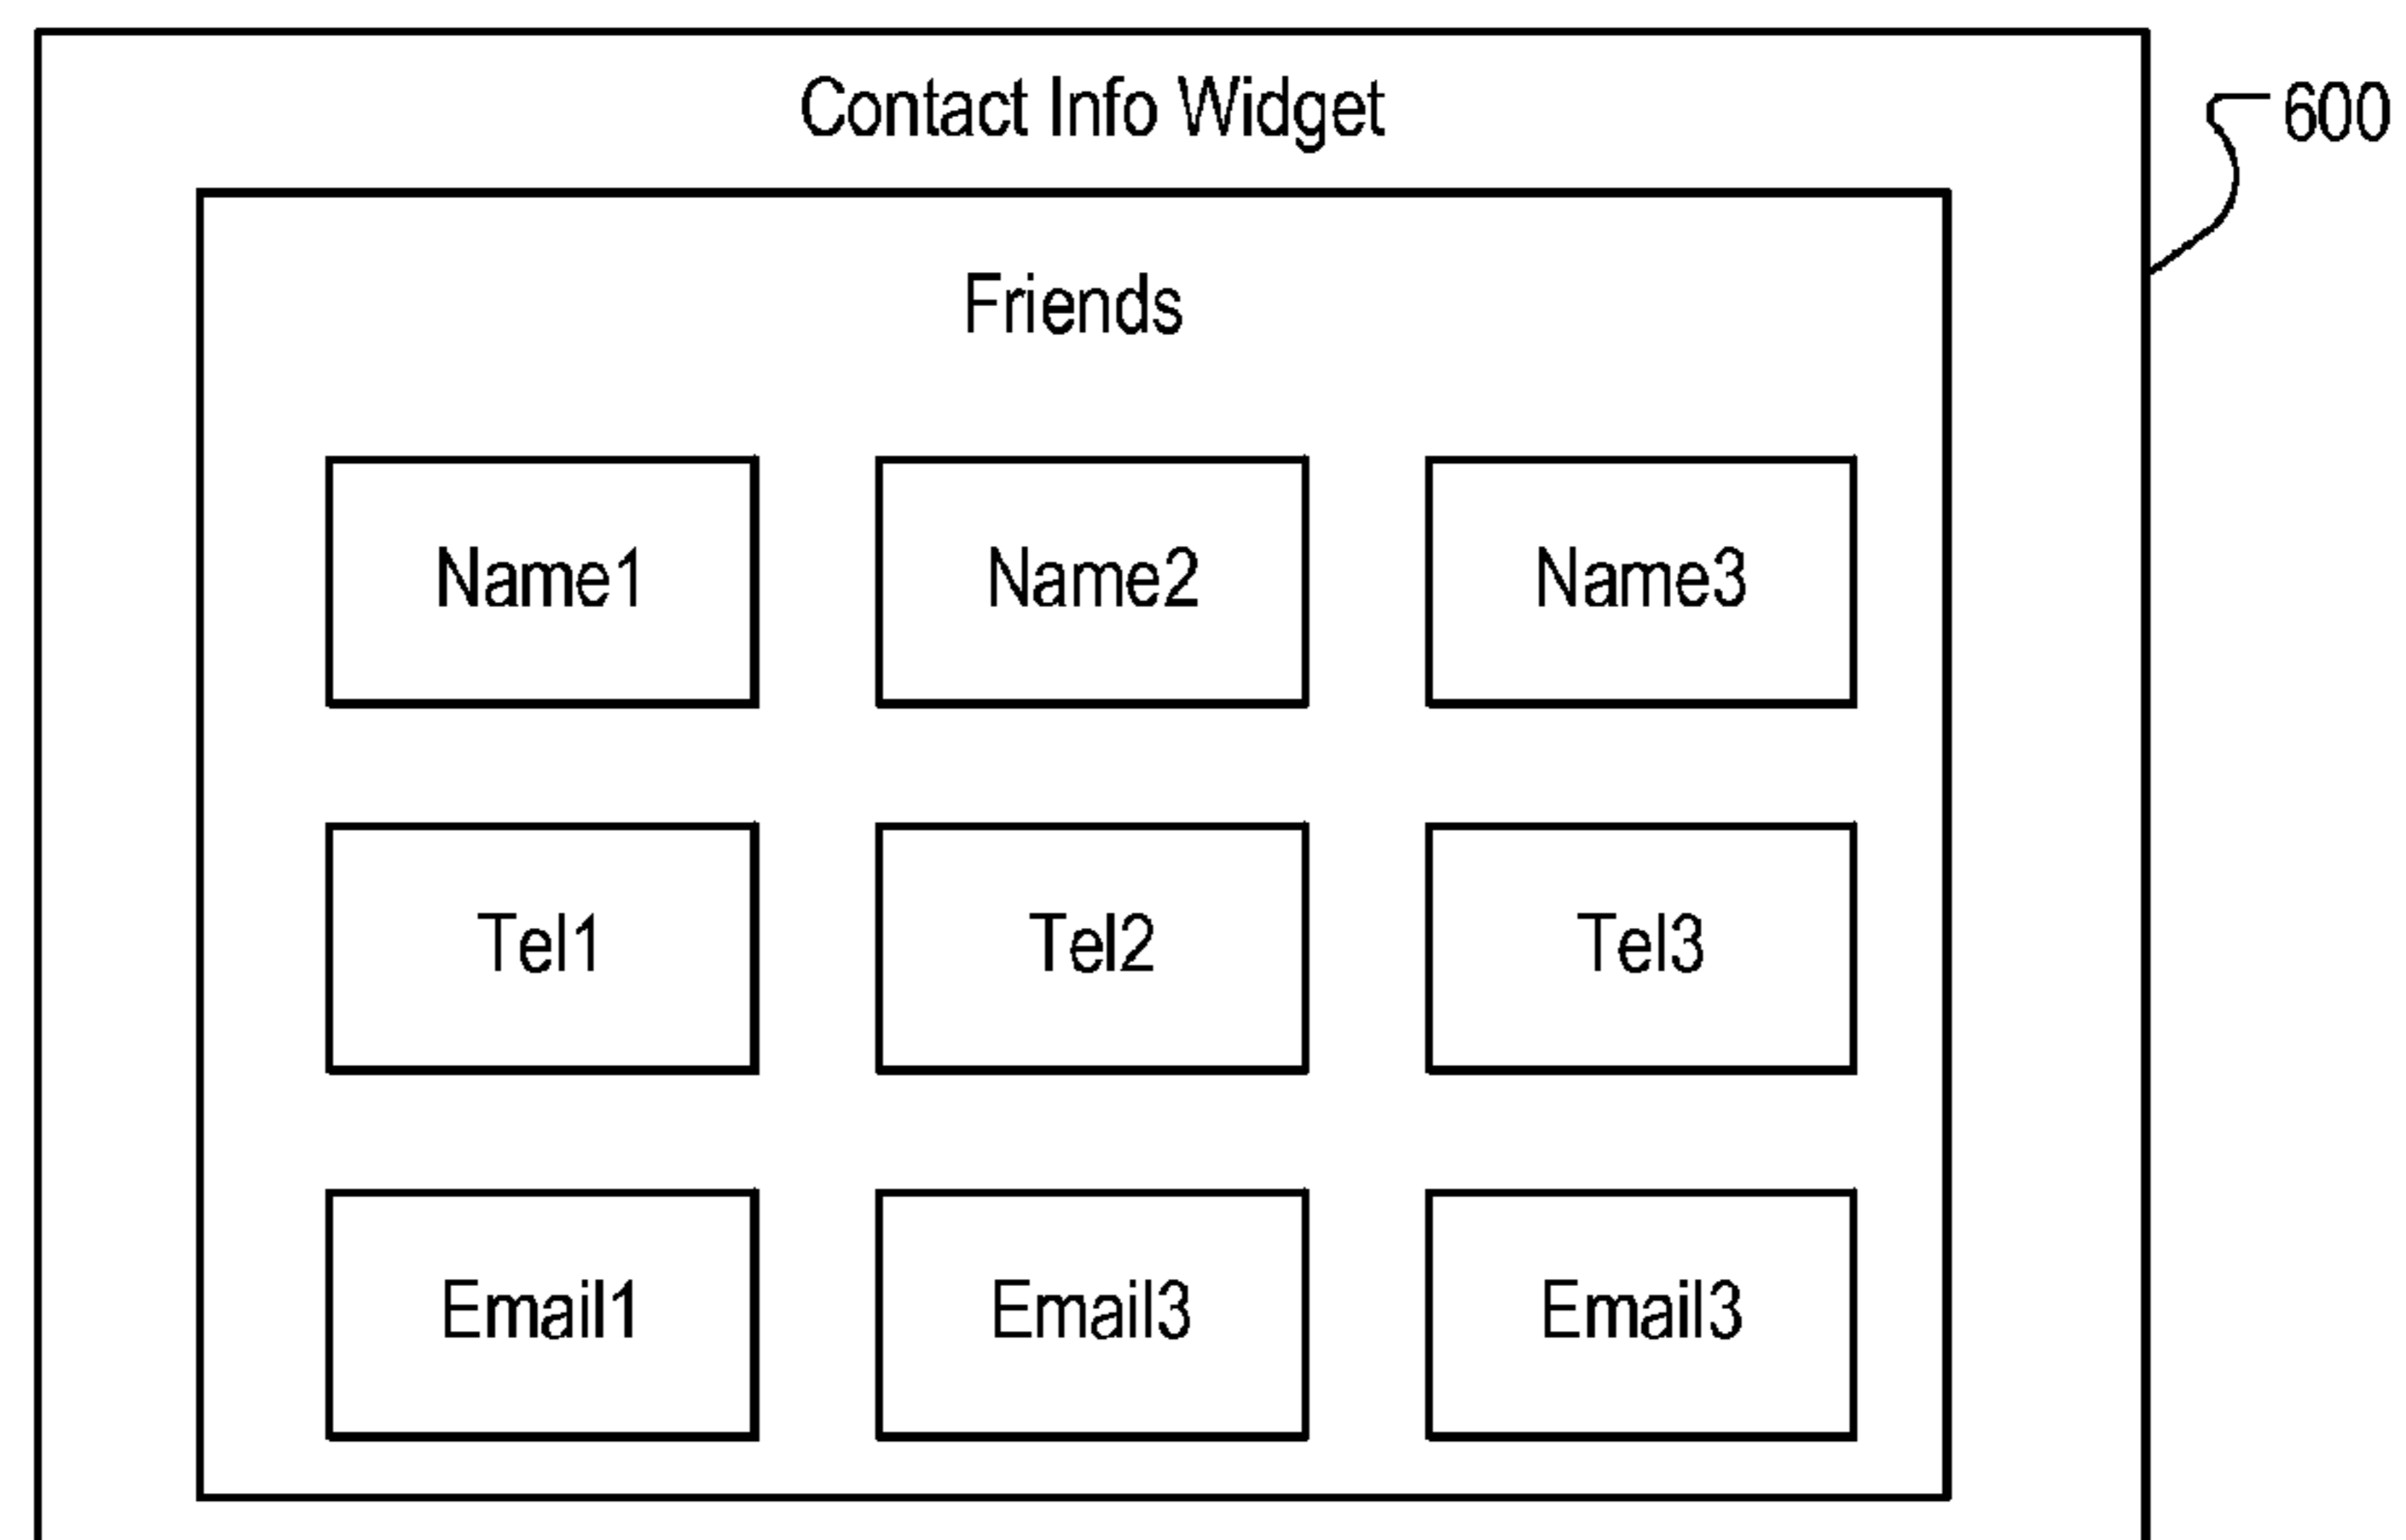 Contact Info Widget
600
Friends
Name1 Name2 Name3
Tel1 Tel2 Tel3
Email1 Email3 Email3